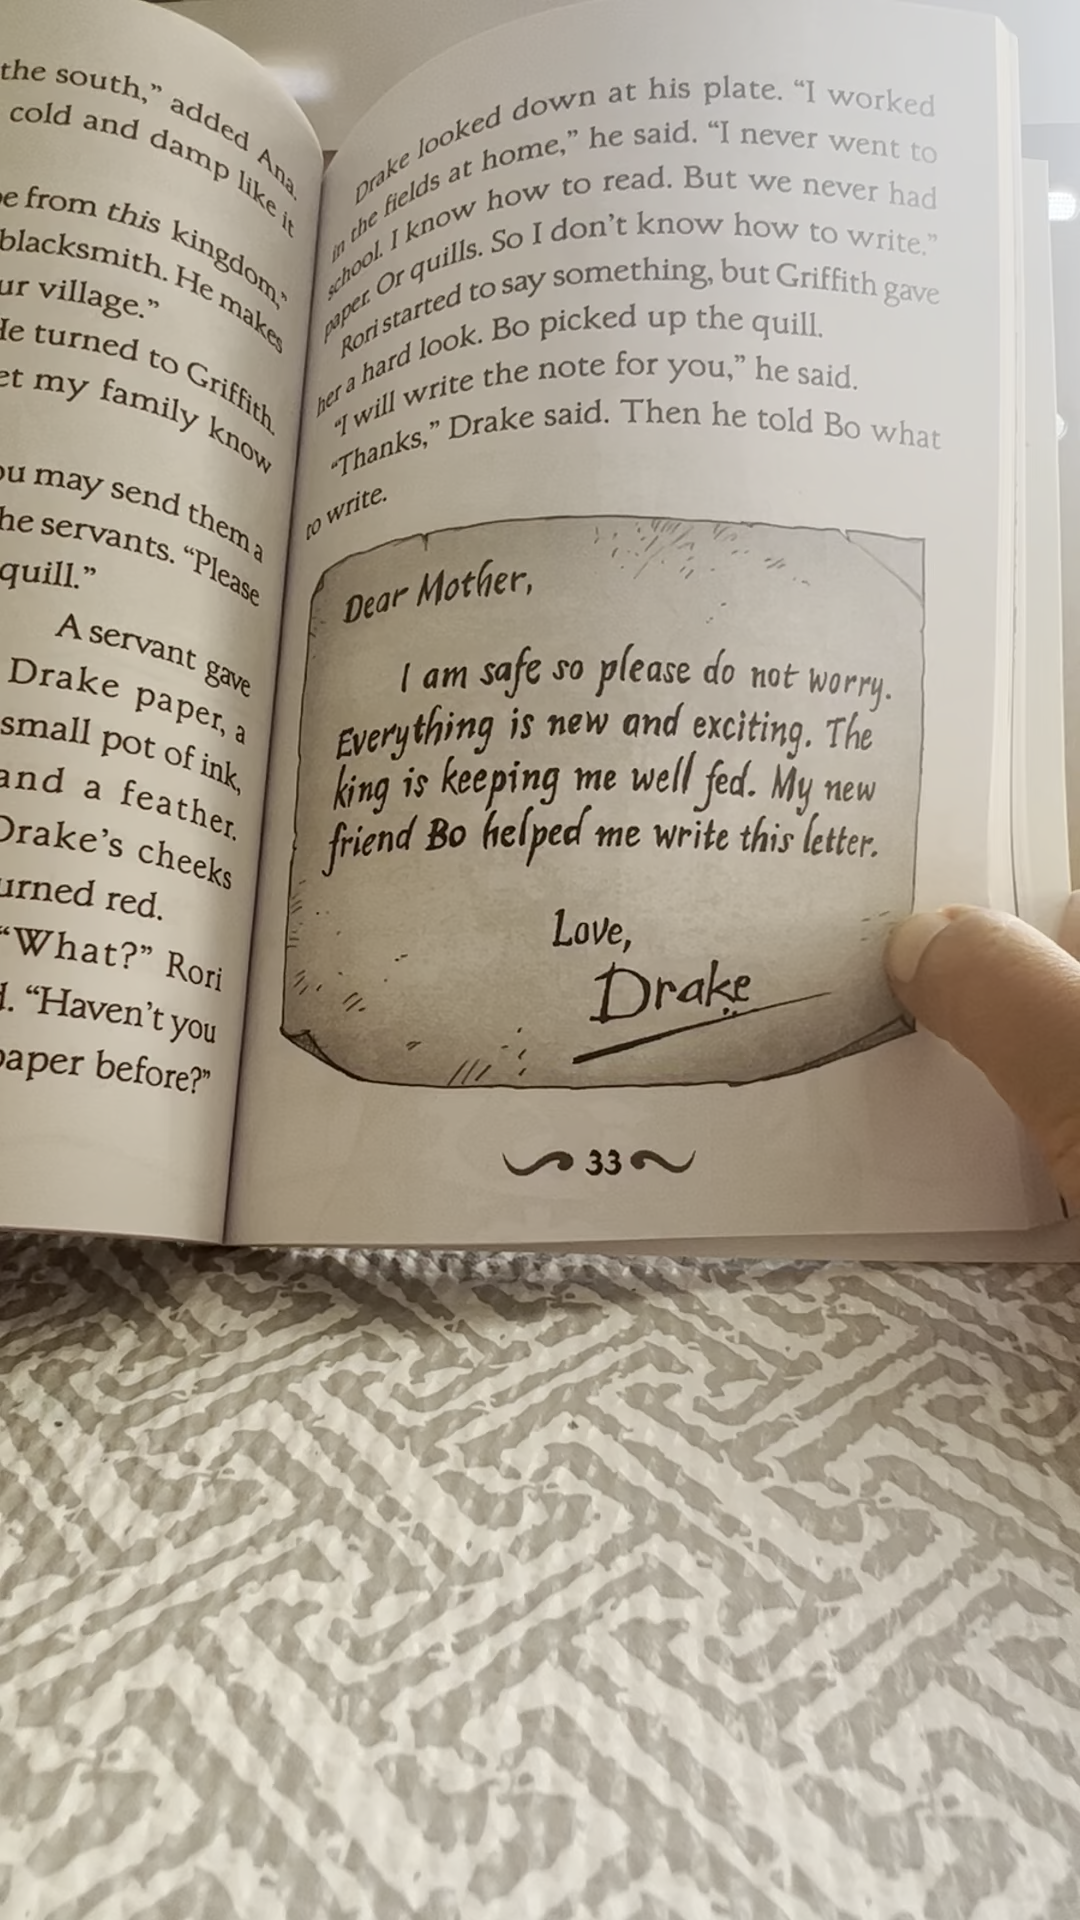 the south,” added Ana.
cold and damp like it
from this kingdom,”
blacksmith. He makes
village.”
He turned to Griffith.
my family know
may send them a
the servants. “Please
quill.”
A servant gave
Drake paper, a
small pot of ink,
and a feather.
Drake’s cheeks
turned red.
“What?” Rori
“Haven’t you
paper before?”
Drake looked down at his plate. “I worked
in the fields at home,” he said. “I never went to
school. I know how to read. But we never had
paper. Or quills. So I don’t know how to write.”
Rori started to say something, but Griffith gave
her a hard look. Bo picked up the quill.
“I will write the note for you,” he said.
“Thanks,” Drake said. Then he told Bo what
to write.
Dear Mother,
I am safe so please do not worry.
Everything is new and exciting. The
king is keeping me well fed. My new
friend Bo helped me write this letter.
Love,
Drake
33